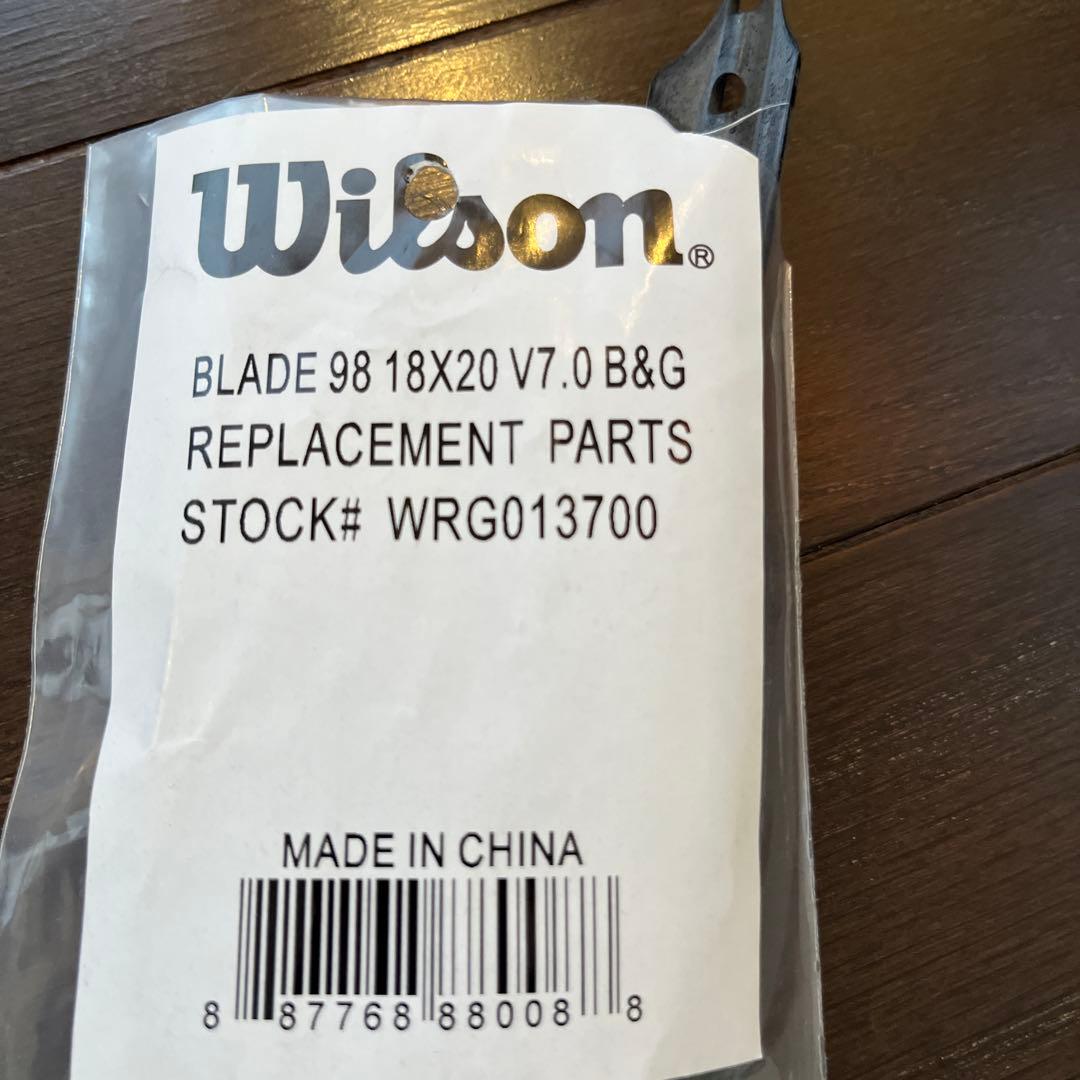 Wilson®
BLADE 98 18X20 V7.0 B&G
REPLACEMENT PARTS
STOCK# WRG013700
MADE IN CHINA
8 87768 88008 8